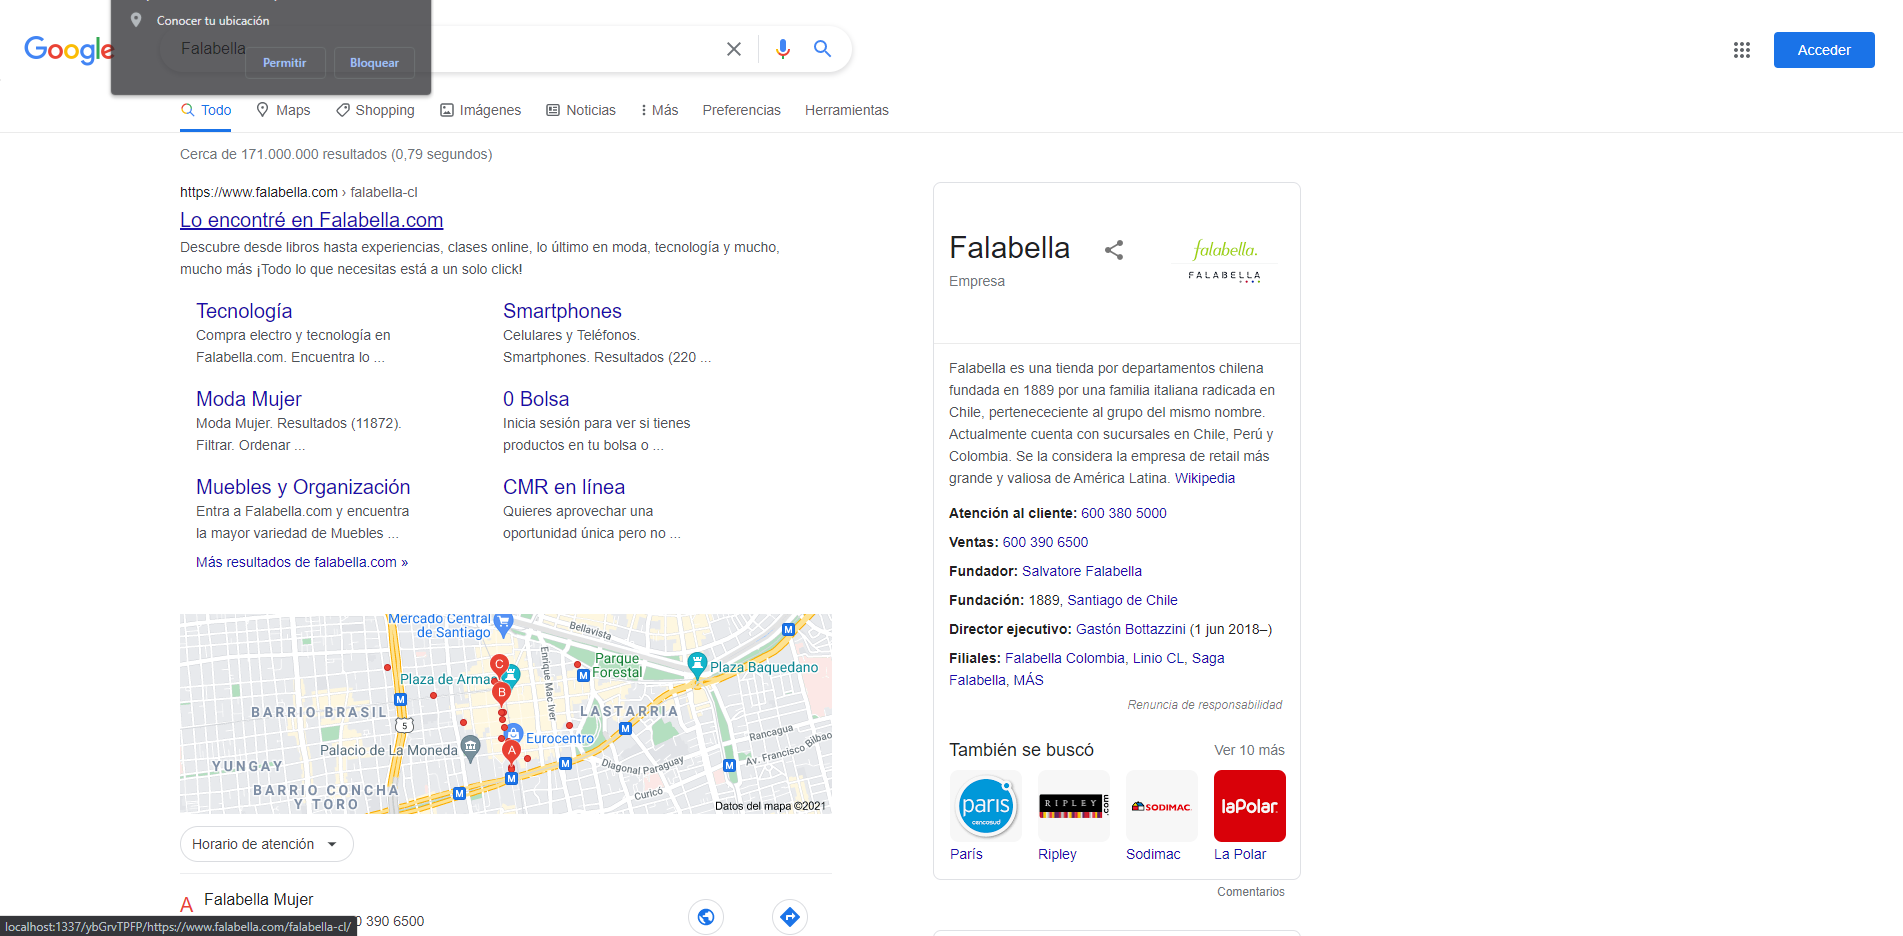 Conocer tu ubicación
Permitir
Bloquear
Google
Falabella
Acceder
Todo
Maps
Shopping
Imágenes
Noticias
Más
Preferencias
Herramientas
Cerca de 171.000.000 resultados (0,79 segundos)
https://www.falabella.com › falabella-cl
Lo encontré en Falabella.com
Descubre desde libros hasta experiencias, clases online, lo último en moda, tecnología y mucho,
mucho más ¡Todo lo que necesitas está a un solo click!
Tecnología
Compra electro y tecnología en
Falabella.com. Encuentra lo ...
Smartphones
Celulares y Teléfonos.
Smartphones. Resultados (220 ...
Moda Mujer
Moda Mujer. Resultados (11872).
Filtrar. Ordenar ...
0 Bolsa
Inicia sesión para ver si tienes
productos en tu bolsa o ...
Muebles y Organización
Entra a Falabella.com y encuentra
la mayor variedad de Muebles ...
CMR en línea
Quieres aprovechar una
oportunidad única pero no ...
Más resultados de falabella.com »
Mercado Central
de Santiago
Bellavista
M
Enrique Mac Iver
Parque
Forestal
M
Plaza Baquedano
C
Plaza de Arma
B
M
BARRIO BRASIL
5
LASTARRIA
M
Eurocentro
Palacio de La Moneda
A
Rancagua
Av. Francisco Bilbao
YUNGAY
M
Diagonal Paraguay
M
M
BARRIO CONCHA
Y TORO
M
Curicó
Datos del mapa ©2021
Horario de atención
A
Falabella Mujer
390 6500
localhost:1337/ybGrvTPFP/https://www.falabella.com/falabella-cl/
Falabella
Empresa
falabella.
FALABELLA
Falabella es una tienda por departamentos chilena
fundada en 1889 por una familia italiana radicada en
Chile, pertenececiente al grupo del mismo nombre.
Actualmente cuenta con sucursales en Chile, Perú y
Colombia. Se la considera la empresa de retail más
grande y valiosa de América Latina. Wikipedia
Atención al cliente: 600 380 5000
Ventas: 600 390 6500
Fundador: Salvatore Falabella
Fundación: 1889, Santiago de Chile
Director ejecutivo: Gastón Bottazzini (1 jun 2018–)
Filiales: Falabella Colombia, Linio CL, Saga
Falabella, MÁS
Renuncia de responsabilidad
También se buscó
Ver 10 más
paris
cencosud
RIPLEY
.com
SODIMAC
laPolar.
París
Ripley
Sodimac
La Polar
Comentarios